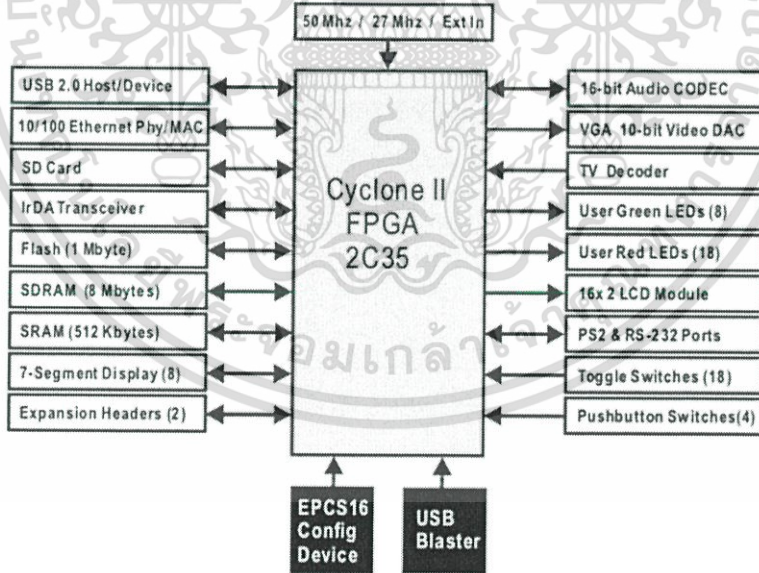 50 Mhz / 27 Mhz / Ext In
USB 2.0 Host/Device
10/100 Ethernet Phy/MAC
SD Card
IrDA Transceiver
Flash (1 Mbyte)
SDRAM (8 Mbytes)
SRAM (512 Kbytes)
7-Segment Display (8)
Expansion Headers (2)
Cyclone II
FPGA
2C35
16-bit Audio CODEC
VGA 10-bit Video DAC
TV Decoder
User Green LEDs (8)
User Red LEDs (18)
16x 2 LCD Module
PS2 & RS-232 Ports
Toggle Switches (18)
Pushbutton Switches(4)
EPCS16
Config
Device
USB
Blaster